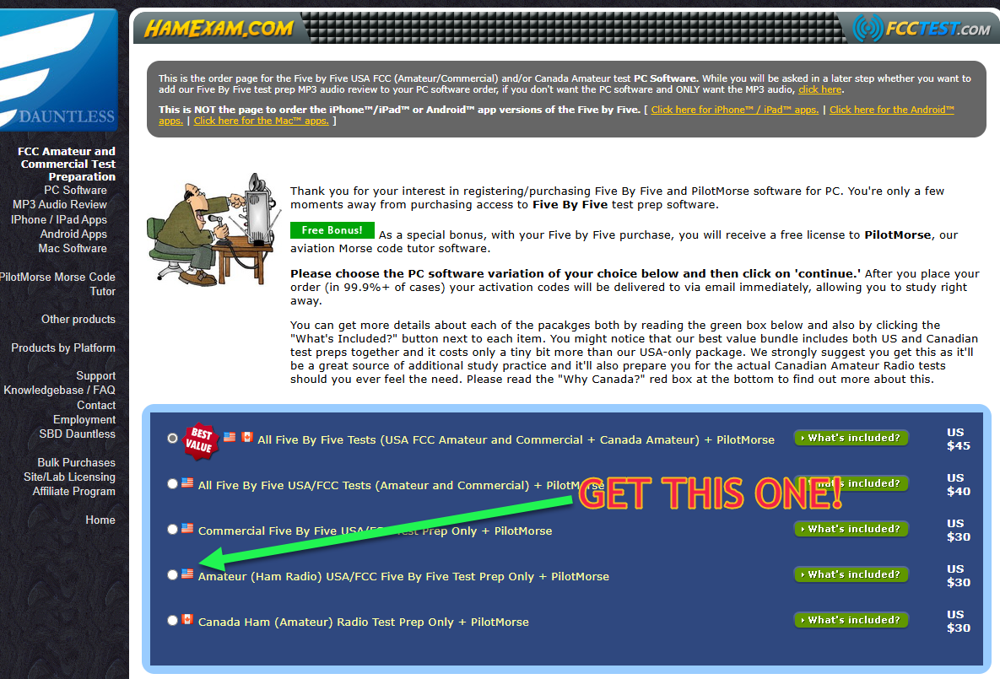 HAMEXAM.COM
FCCTEST.COM
DAUNTLESS
FCC Amateur and
Commercial Test
Preparation
PC Software
MP3 Audio Review
IPhone / IPad Apps
Android Apps
Mac Software
PilotMorse Morse Code
Tutor
Other products
Products by Platform
Support
Knowledgebase / FAQ
Contact
Employment
SBD Dauntless
Bulk Purchases
Site/Lab Licensing
Affiliate Program
Home
This is the order page for the Five by Five USA FCC (Amateur/Commercial) and/or Canada Amateur test PC Software. While you will be asked in a later step whether you want to
add our Five By Five test prep MP3 audio review to your PC software order, if you don't want the PC software and ONLY want the MP3 audio, click here.
This is NOT the page to order the iPhone™/iPad™ or Android™ app versions of the Five by Five. [ Click here for iPhone™ / iPad™ apps. | Click here for the Android™
apps. | Click here for the Mac™ apps. ]
Thank you for your interest in registering/purchasing Five By Five and PilotMorse software for PC. You're only a few
moments away from purchasing access to Five By Five test prep software.
Free Bonus! As a special bonus, with your Five by Five purchase, you will receive a free license to PilotMorse, our
aviation Morse code tutor software.
Please choose the PC software variation of your choice below and then click on 'continue.' After you place your
order (in 99.9%+ of cases) your activation codes will be delivered to via email immediately, allowing you to study right
away.
You can get more details about each of the pacakges both by reading the green box below and also by clicking the
"What's Included?" button next to each item. You might notice that our best value bundle includes both US and Canadian
test preps together and it costs only a tiny bit more than our USA-only package. We strongly suggest you get this as it'll
be a great source of additional study practice and it'll also prepare you for the actual Canadian Amateur Radio tests
should you ever feel the need. Please read the "Why Canada?" red box at the bottom to find out more about this.
BEST
VALUE
All Five By Five Tests (USA FCC Amateur and Commercial + Canada Amateur) + PilotMorse
What's included?
US
$45
All Five By Five USA/FCC Tests (Amateur and Commercial) + PilotMorse
What's included?
US
$40
GET THIS ONE!
Commercial Five By Five USA/FCC Test Prep Only + PilotMorse
What's included?
US
$30
Amateur (Ham Radio) USA/FCC Five By Five Test Prep Only + PilotMorse
What's included?
US
$30
Canada Ham (Amateur) Radio Test Prep Only + PilotMorse
What's included?
US
$30